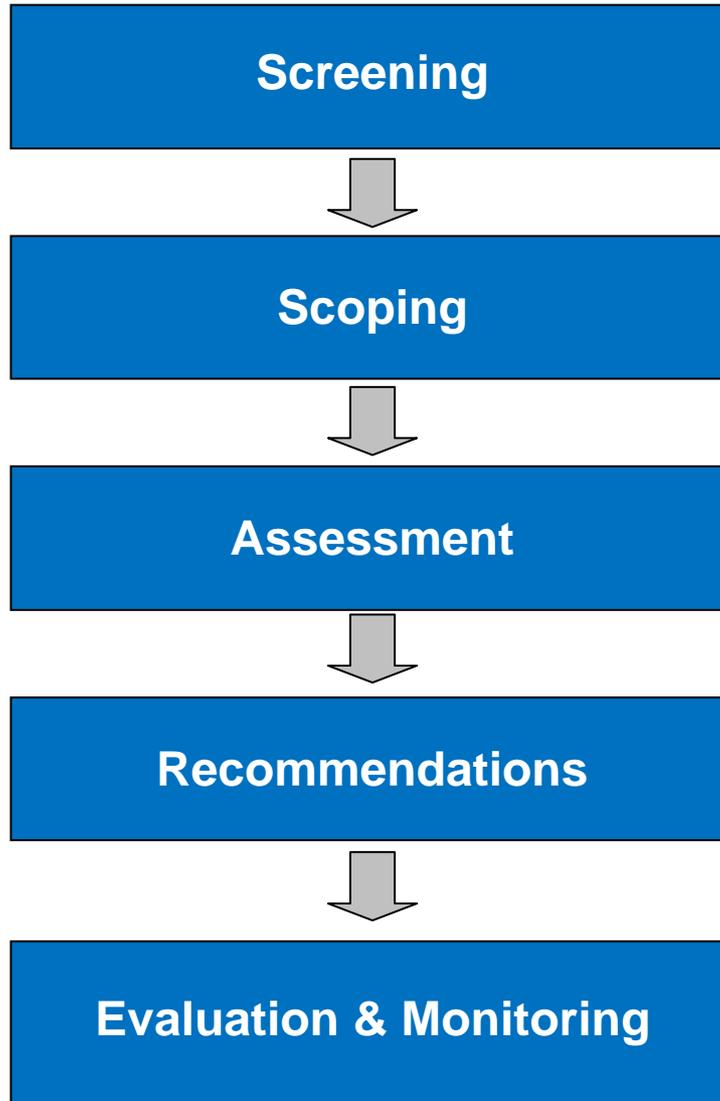 Screening
Scoping
Assessment
Recommendations
Evaluation & Monitoring